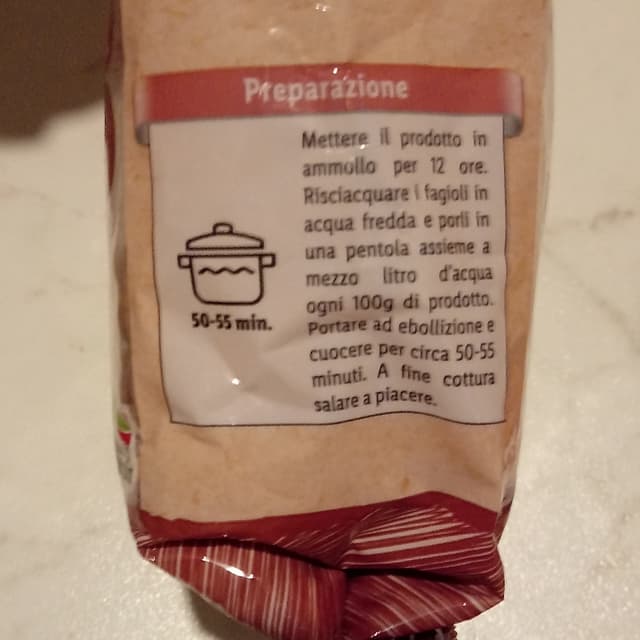 Preparazione
Mettere il prodotto in
ammollo per 12 ore.
Risciacquare i fagioli in
acqua fredda e porli in
una pentola assieme a
mezzo litro d'acqua
ogni 100g di prodotto.
Portare ad ebollizione e
cuocere per circa 50-55
minuti. A fine cottura
salare a piacere.
50-55 min.